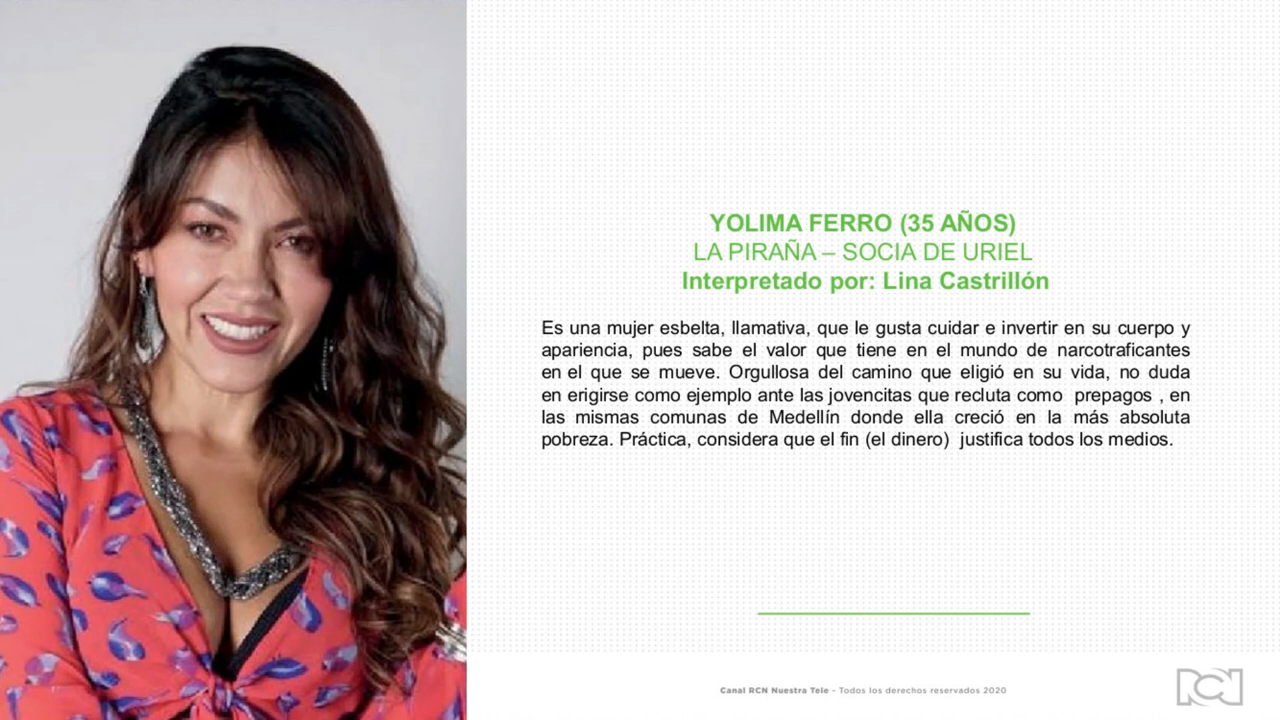 YOLIMA FERRO (35 AÑOS)
LA PIRAÑA – SOCIA DE URIEL
Interpretado por: Lina Castrillón
Es una mujer esbelta, llamativa, que le gusta cuidar e invertir en su cuerpo y
apariencia, pues sabe el valor que tiene en el mundo de narcotraficantes
en el que se mueve. Orgullosa del camino que eligió en su vida, no duda
en erigirse como ejemplo ante las jovencitas que recluta como  prepagos , en
las mismas comunas de Medellín donde ella creció en la más absoluta
pobreza. Práctica, considera que el fin (el dinero)  justifica todos los medios.
Canal RCN Nuestra Tele - Todos los derechos reservados 2020
RCN